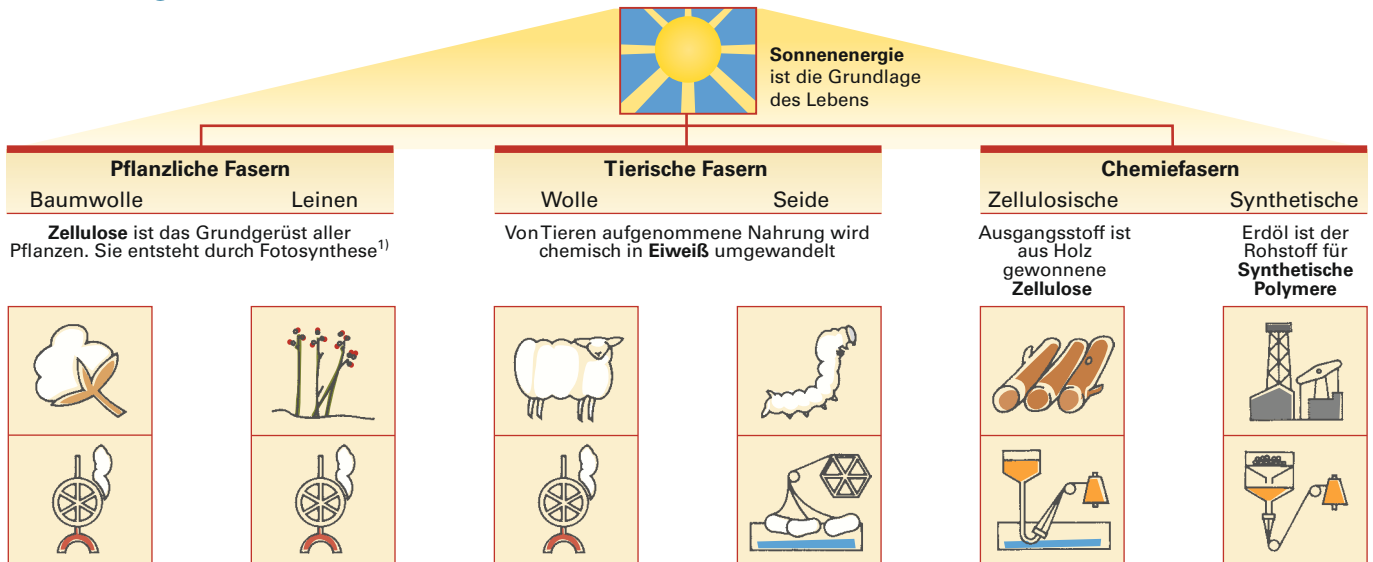 Sonnenenergie
ist die Grundlage
des Lebens
Pflanzliche Fasern
Baumwolle
Leinen
Zellulose ist das Grundgerüst aller
Pflanzen. Sie entsteht durch Fotosynthese1)
Tierische Fasern
Wolle
Seide
Von Tieren aufgenommene Nahrung wird
chemisch in Eiweiß umgewandelt
Chemiefasern
Zellulosische
Synthetische
Ausgangsstoff ist
aus Holz
gewonnene
Zellulose
Erdöl ist der
Rohstoff für
Synthetische
Polymere